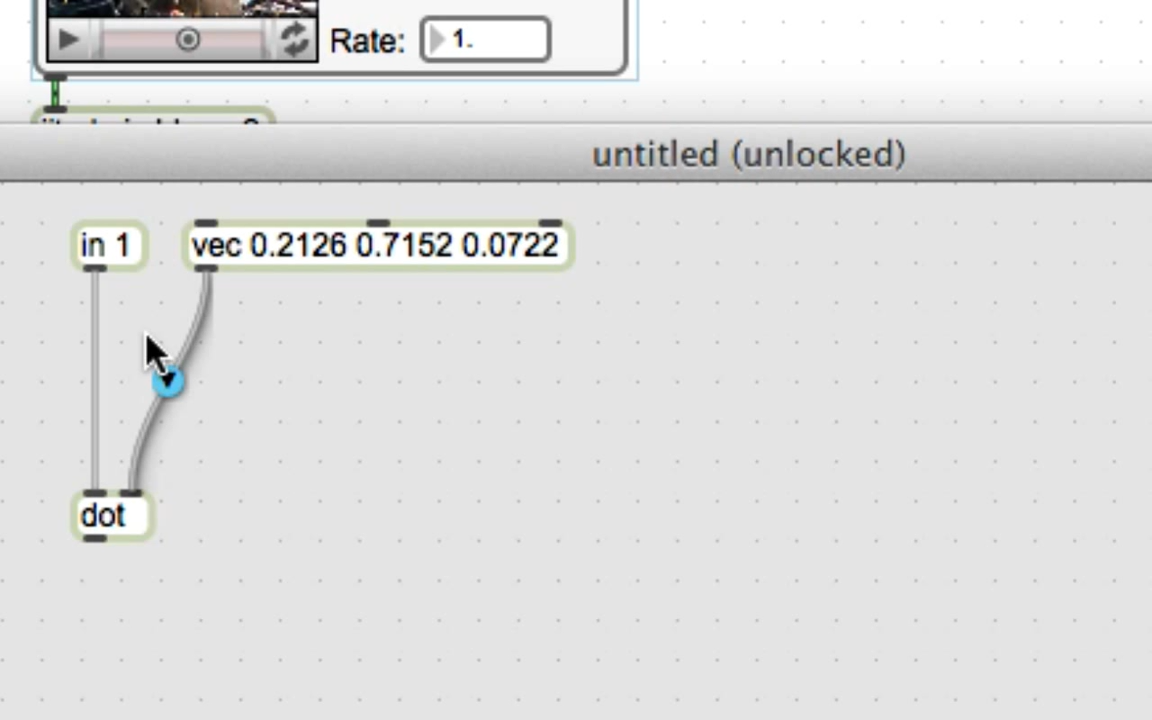 Rate: 1.
untitled (unlocked)
in 1 vec 0.2126 0.7152 0.0722
dot